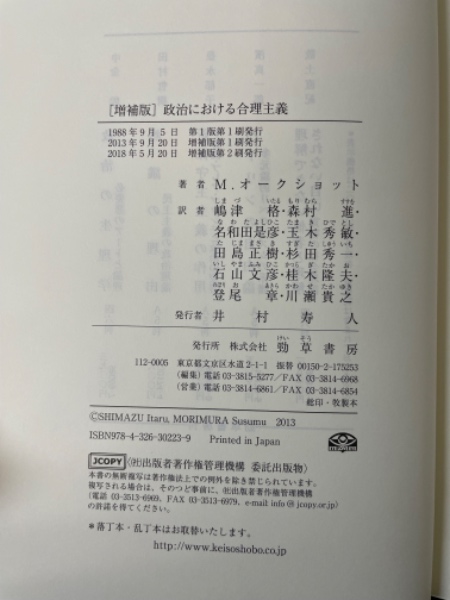 ［増補版］政治における合理主義
1988年9月5日　第1版第1刷発行
2013年9月20日　増補版第1刷発行
2018年5月20日　増補版第2刷発行
著者　M．オークショット
訳者　嶋津　格・森村　進・
名和田是彦・玉木秀敏・
田島正樹・杉田秀一・
石山文彦・桂木隆夫・
登尾　章・川瀬貴之
発行者　井村寿人
発行所　株式会社　勁草書房
112-0005　東京都文京区水道2-1-1　振替 00150-2-175253
（編集）電話 03-3815-5277／FAX 03-3814-6968
（営業）電話 03-3814-6861／FAX 03-3814-6854
総印・牧製本
©SHIMAZU Itaru, MORIMURA Susumu　2013
ISBN978-4-326-30223-9　Printed in Japan
JCOPY＜㈳出版者著作権管理機構 委託出版物＞
本書の無断複写は著作権法上での例外を除き禁じられています。
複写される場合は、そのつど事前に、㈳出版者著作権管理機構
（電話 03-3513-6969、FAX 03-3513-6979、e-mail info@jcopy.or.jp）
の許諾を得てください。
＊落丁本・乱丁本はお取替いたします。
http://www.keisoshobo.co.jp